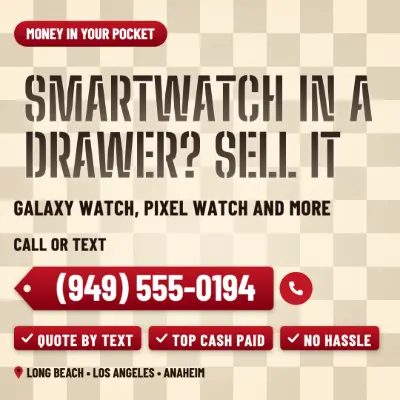 MONEY IN YOUR POCKET
SMARTWATCH IN A
DRAWER? SELL IT
GALAXY WATCH, PIXEL WATCH AND MORE
CALL OR TEXT
(949) 555-0194
QUOTE BY TEXT
TOP CASH PAID
NO HASSLE
LONG BEACH • LOS ANGELES • ANAHEIM